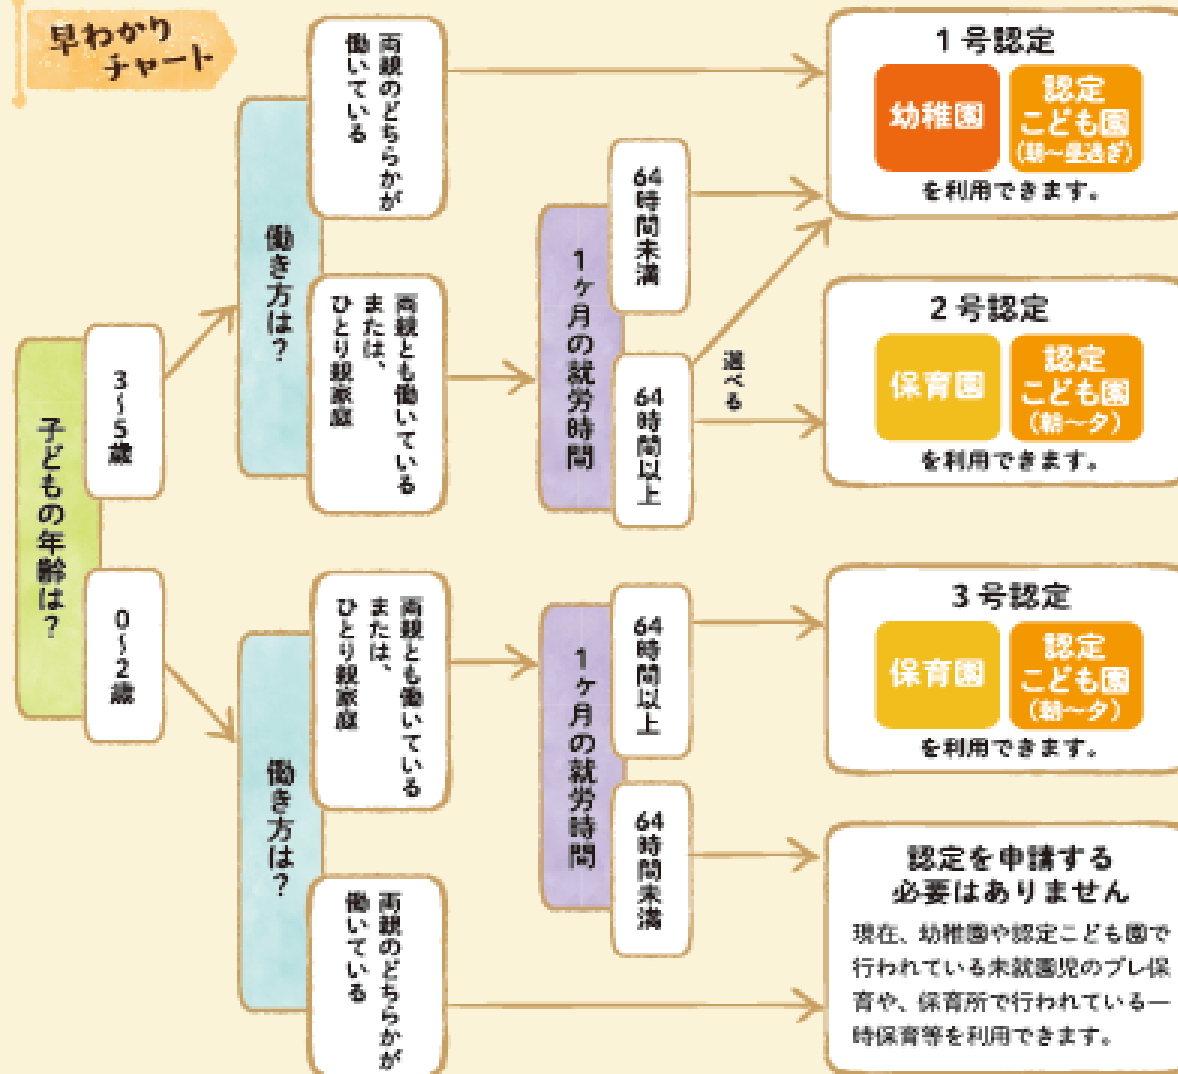 早わかり
チャート
子どもの年齢は?
3〜5歳
0〜2歳
働き方は?
両親のどちらかが
働いている
両親とも働いている
または、
ひとり親家庭
1ヶ月の就労時間
64時間未満
64時間以上
選べる
1号認定
幼稚園
認定
こども園
(朝〜昼過ぎ)
を利用できます。
2号認定
保育園
認定
こども園
(朝〜夕)
を利用できます。
働き方は?
両親とも働いている
または、
ひとり親家庭
両親のどちらかが
働いている
1ヶ月の就労時間
64時間以上
64時間未満
3号認定
保育園
認定
こども園
(朝〜夕)
を利用できます。
認定を申請する
必要はありません
現在、幼稚園や認定こども園で
行われている未就園児のプレ保
育や、保育所で行われている一
時保育等を利用できます。